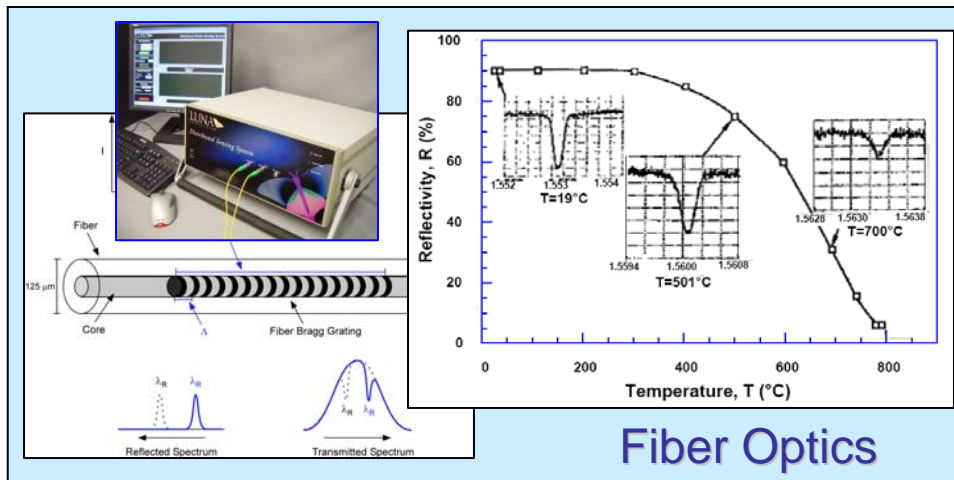 LUNA
Distributed Sensing System
I
Fiber
125 µm
Core
Λ
Fiber Bragg Grating
λR
λR
λR
λR
Reflected Spectrum
Transmitted Spectrum
Reflectivity, R (%)
100
80
60
40
20
0
1.552
1.553
1.554
T=19°C
1.5594
1.5600
1.5608
T=501°C
1.5628
1.5630
1.5638
T=700°C
0
200
400
600
800
Temperature, T (°C)
Fiber Optics